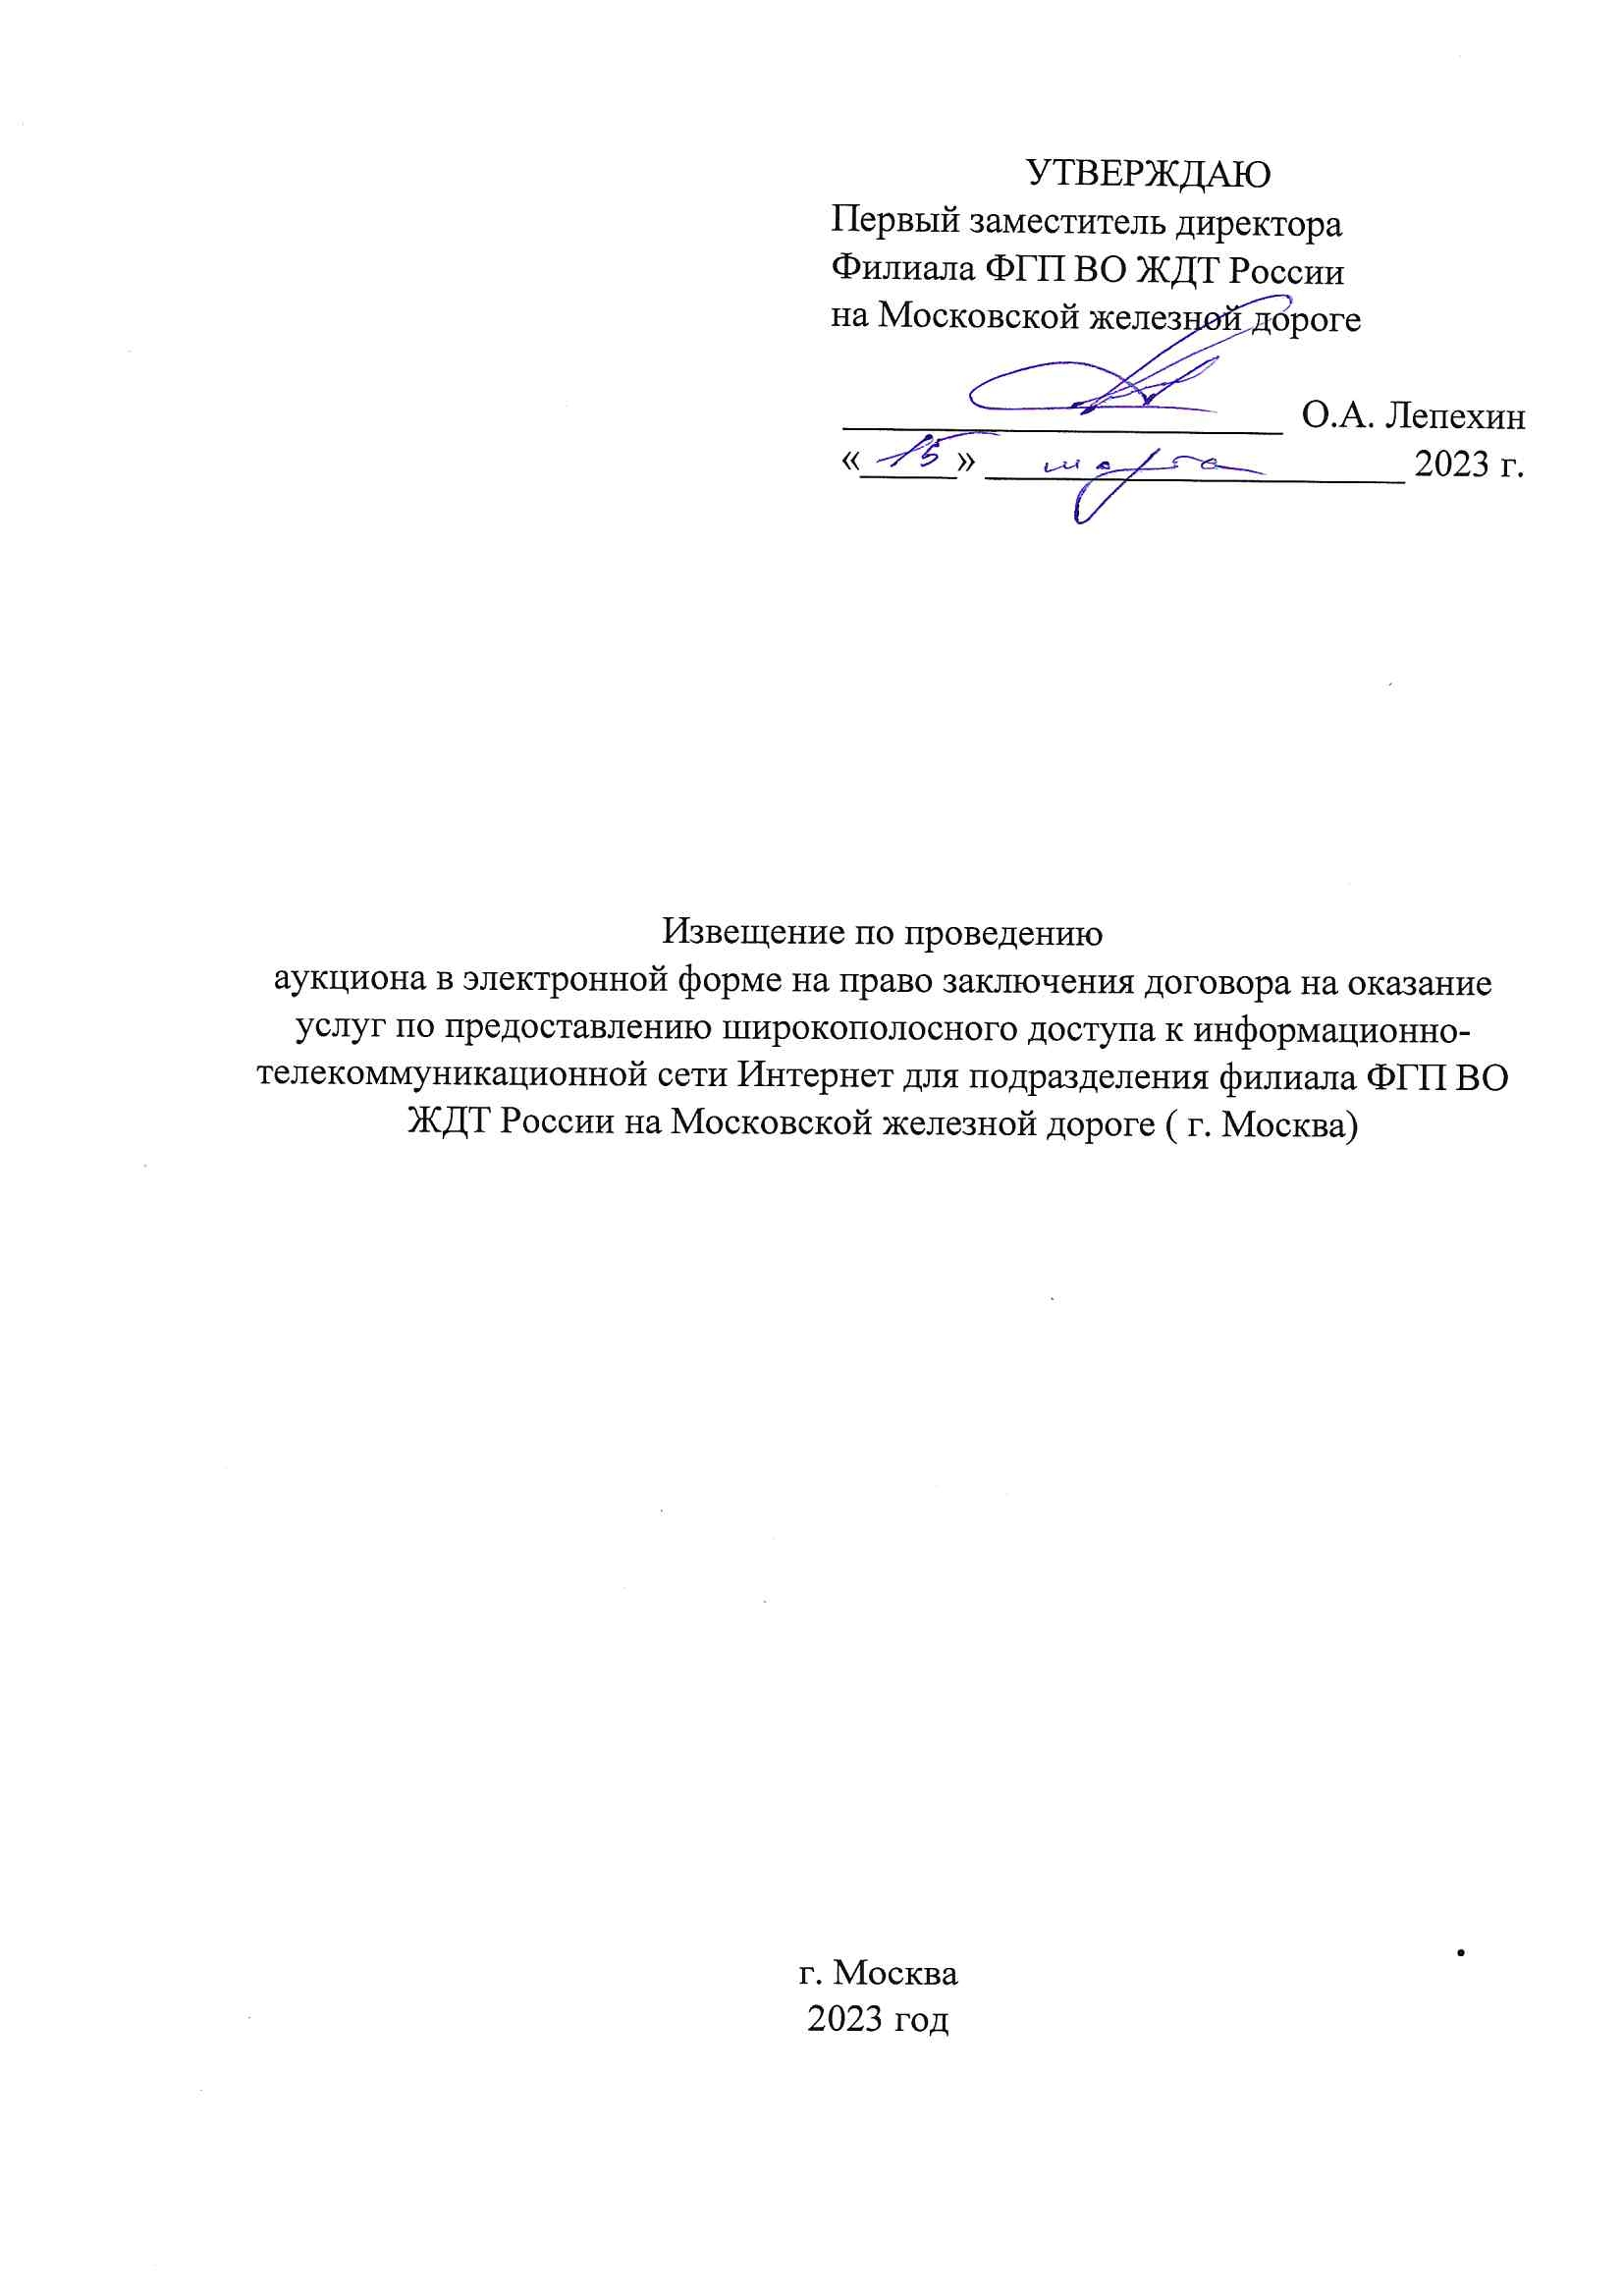 УТВЕРЖДАЮ
Первый заместитель директора
Филиала ФГП ВО ЖДТ России
на Московской железной дороге
О.А. Лепехин
«15» марта 2023 г.
Извещение по проведению
аукциона в электронной форме на право заключения договора на оказание
услуг по предоставлению широкополосного доступа к информационно-
телекоммуникационной сети Интернет для подразделения филиала ФГП ВО
ЖДТ России на Московской железной дороге ( г. Москва)
г. Москва
2023 год